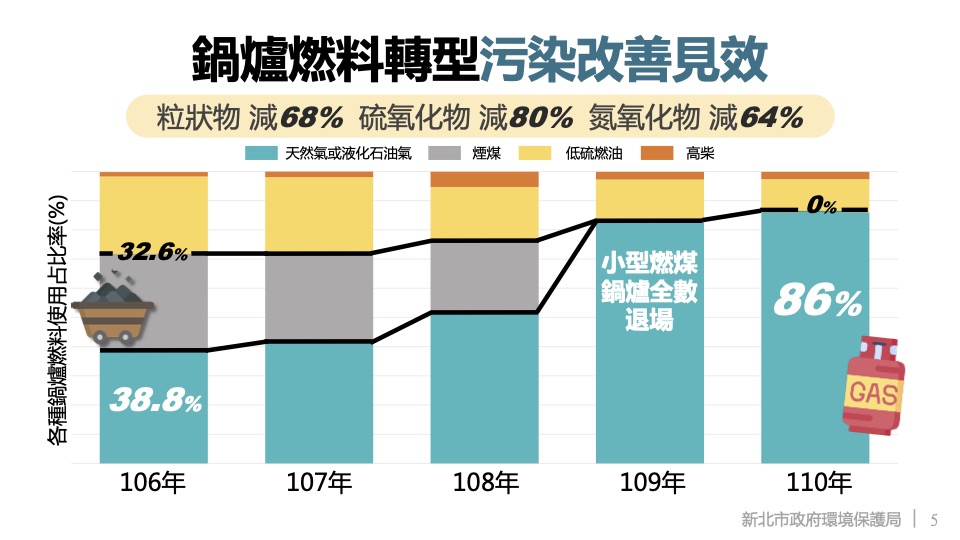 鍋爐燃料轉型污染改善見效
粒狀物 減68% 硫氧化物 減80% 氮氧化物 減64%
天然氣或液化石油氣 煙煤 低硫燃油 高柴
各種鍋爐燃料使用占比率(%)
32.6%
38.8%
小型燃煤
鍋爐全數
退場
0%
86%
GAS
106年 107年 108年 109年 110年
新北市政府環境保護局 | 5